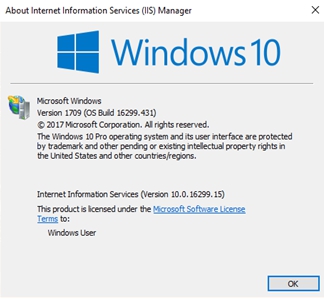 About Internet Information Services (IIS) Manager
Windows 10
Microsoft Windows
Version 1709 (OS Build 16299.431)
© 2017 Microsoft Corporation. All rights reserved.
The Windows 10 Pro operating system and its user interface are protected
by trademark and other pending or existing intellectual property rights in
the United States and other countries/regions.
Internet Information Services (Version 10.0.16299.15)
This product is licensed under the Microsoft Software License
Terms to:
Windows User
OK